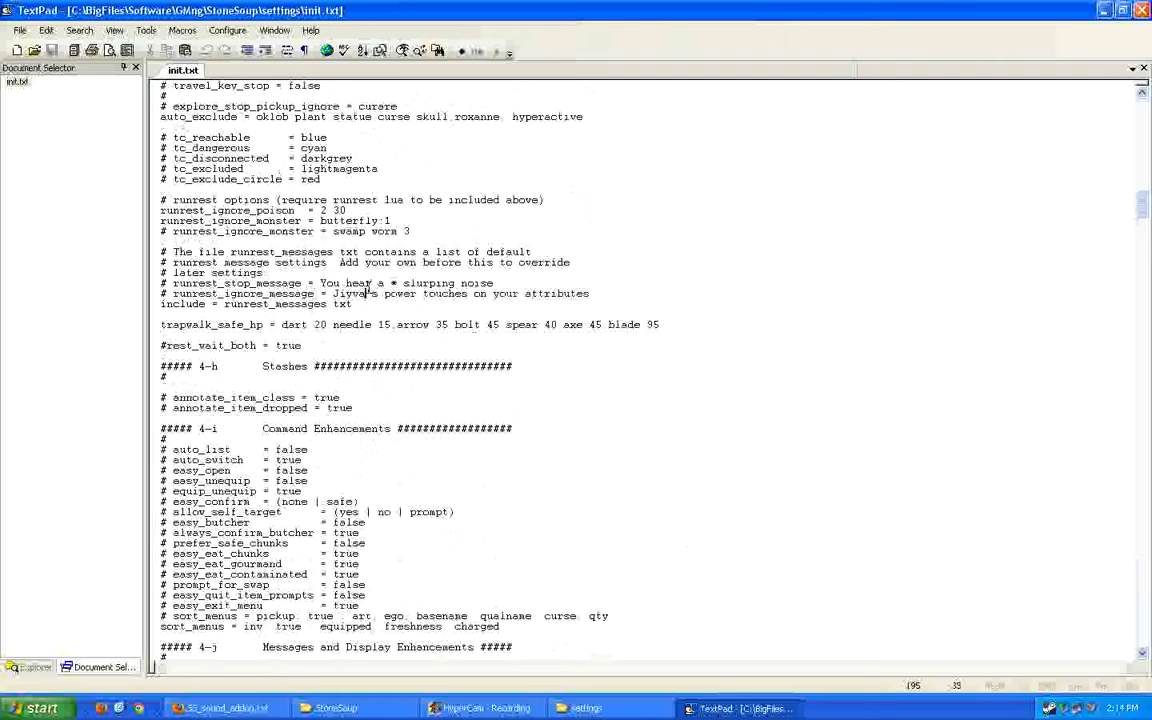 TextPad - [C:\BigFiles\Software\GMng\StoneSoup\settings\init.txt]
File Edit Search View Tools Macros Configure Window Help
Document Selector
init.txt
init.txt
# travel_key_stop = false
#
# explore_stop_pickup_ignore = curare
auto_exclude = oklob plant statue curse skull,roxanne, hyperactive
# tc_reachable = blue
# tc_dangerous = cyan
# tc_disconnected = darkgrey
# tc_excluded = lightmagenta
# tc_exclude_circle = red
# runrest options (require runrest lua to be included above)
runrest_ignore_poison = 2 30
runrest_ignore_monster = butterfly:1
# runrest_ignore_monster = swamp worm 3
# The file runrest_messages txt contains a list of default
# runrest message settings Add your own before this to override
# later settings
# runrest_stop_message = You hear a * slurping noise
# runrest_ignore_message = Jiyva's power touches on your attributes
include = runrest_messages txt
trapwalk_safe_hp = dart 20 needle 15,arrow 35 bolt 45 spear 40 axe 45 blade 95
#rest_wait_both = true
##### 4-h Stashes ###############################
#
# annotate_item_class = true
# annotate_item_dropped = true
##### 4-i Command Enhancements ##################
#
# auto_list = false
# auto_switch = true
# easy_open = false
# easy_unequip = false
# equip_unequip = true
# easy_confirm = (none | safe)
# allow_self_target = (yes | no | prompt)
# easy_butcher = false
# always_confirm_butcher = true
# prefer_safe_chunks = false
# easy_eat_chunks = true
# easy_eat_gourmand = true
# easy_eat_contaminated = true
# prompt_for_swap = false
# easy_quit_item_prompts = false
# easy_exit_menu = true
# sort_menus = pickup true art, ego, basename qualname curse, qty
sort_menus = inv true equipped freshness charged
##### 4-j Messages and Display Enhancements #####
#
Explorer Document Sel...
195 39
start 55_sound_addon.txt StoneSoup HyperCam - Recording settings TextPad - [C:\BigFiles... 2:14 PM